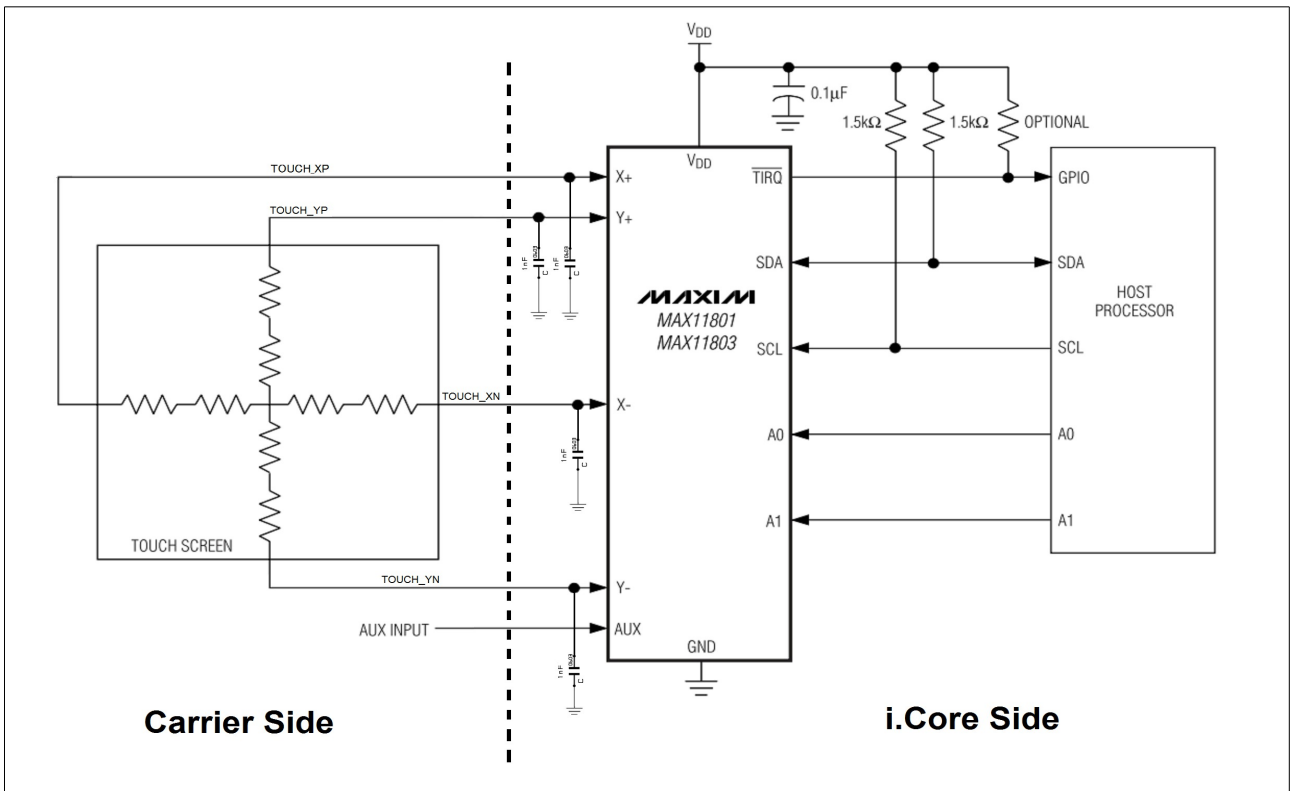 VDD
0.1µF
1.5kΩ
1.5kΩ
OPTIONAL
TOUCH_XP
X+
VDD
TIRQ
GPIO
TOUCH_YP
Y+
1nF
0402
C
1nF
0402
C
SDA
SDA
MAXIM
MAX11801
MAX11803
HOST
PROCESSOR
SCL
SCL
TOUCH_XN
X-
1nF
C
A0
A0
A1
A1
TOUCH SCREEN
TOUCH_YN
Y-
AUX INPUT
AUX
GND
1nF
C
Carrier Side
i.Core Side